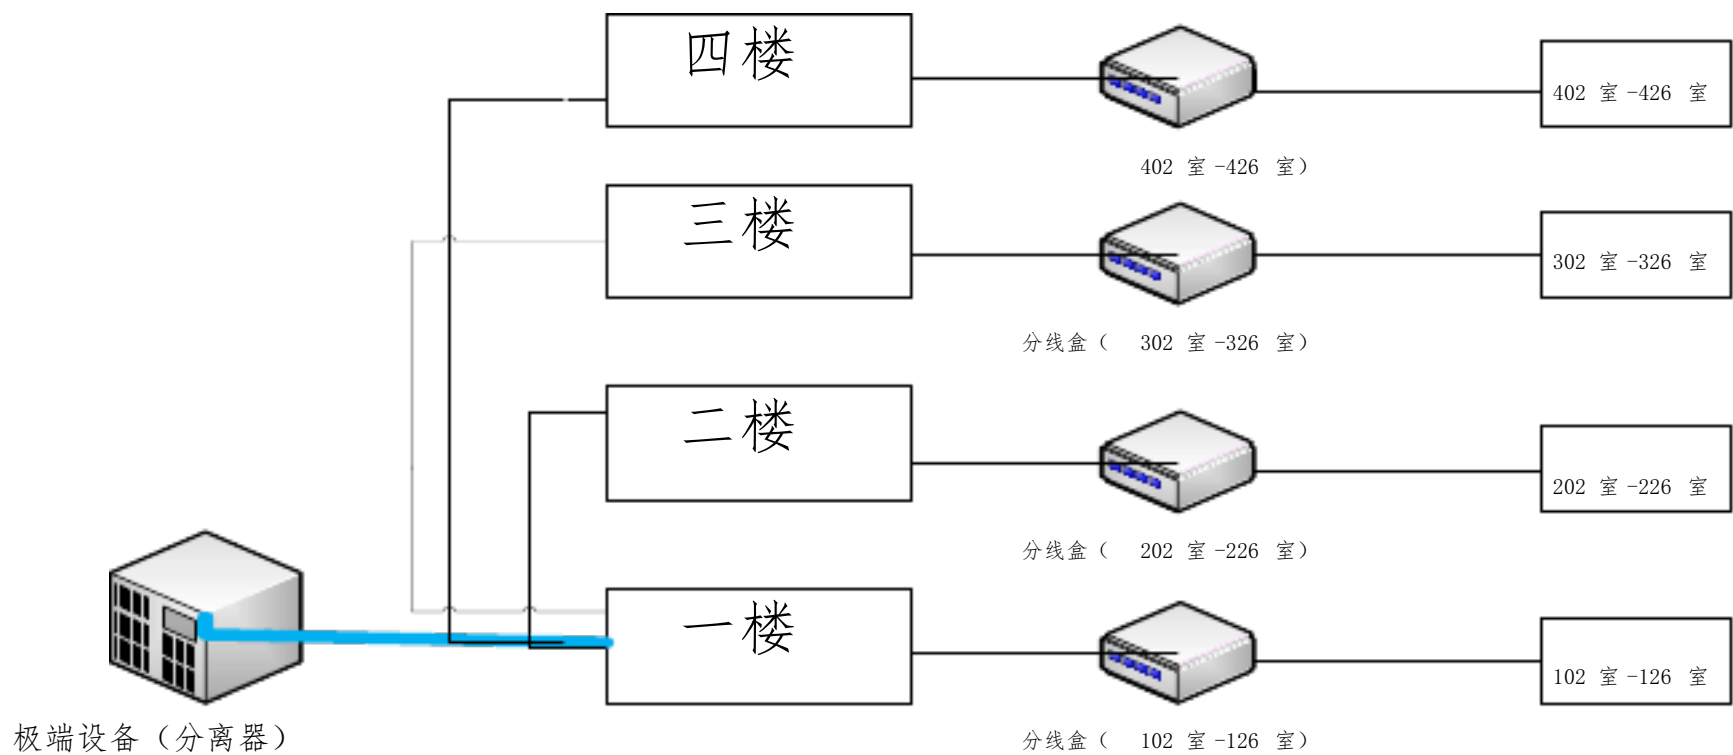 四楼
402 室-426 室
402 室-426 室）
三楼
302 室-326 室
分线盒（ 302 室-326 室）
二楼
202 室-226 室
分线盒（ 202 室-226 室）
一楼
102 室-126 室
极端设备（分离器）
分线盒（ 102 室-126 室）